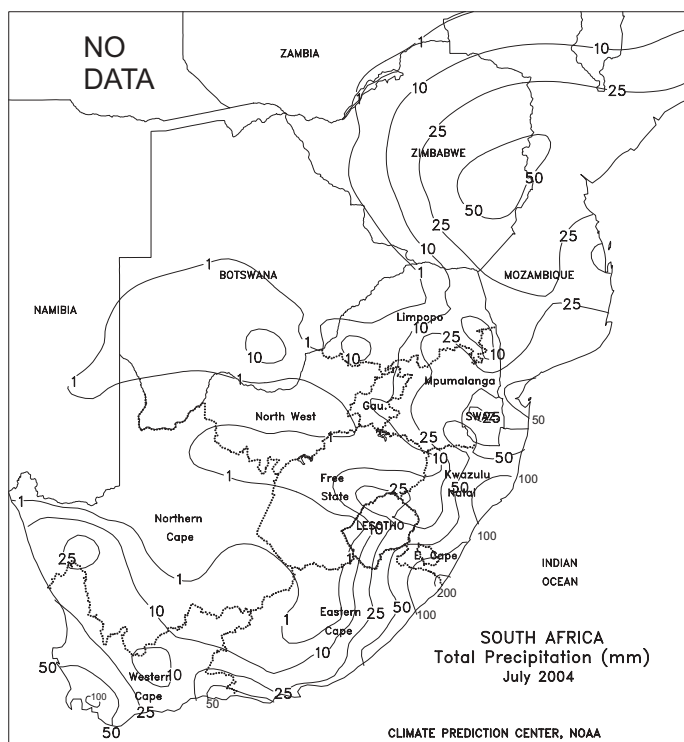 NO
DATA
ZAMBIA
1
10
10
25
25
ZIMBABWE
50
50
25
25
10
1
1
BOTSWANA
MOZAMBIQUE
NAMIBIA
25
Limpopo
1
10
25
10
10
10
Mpumalanga
1
1
Gau.
North West
SWAZ.
25
50
1
25
50
10
100
1
Free
State
Kwazulu
Natal
50
25
1
Northern
Cape
LESOTHO
10
100
25
1
E. Cape
1
INDIAN
OCEAN
200
10
1
Eastern
Cape
25
50
100
10
50
10
Western
Cape
100
50
25
25
SOUTH AFRICA
Total Precipitation (mm)
July 2004
CLIMATE PREDICTION CENTER, NOAA